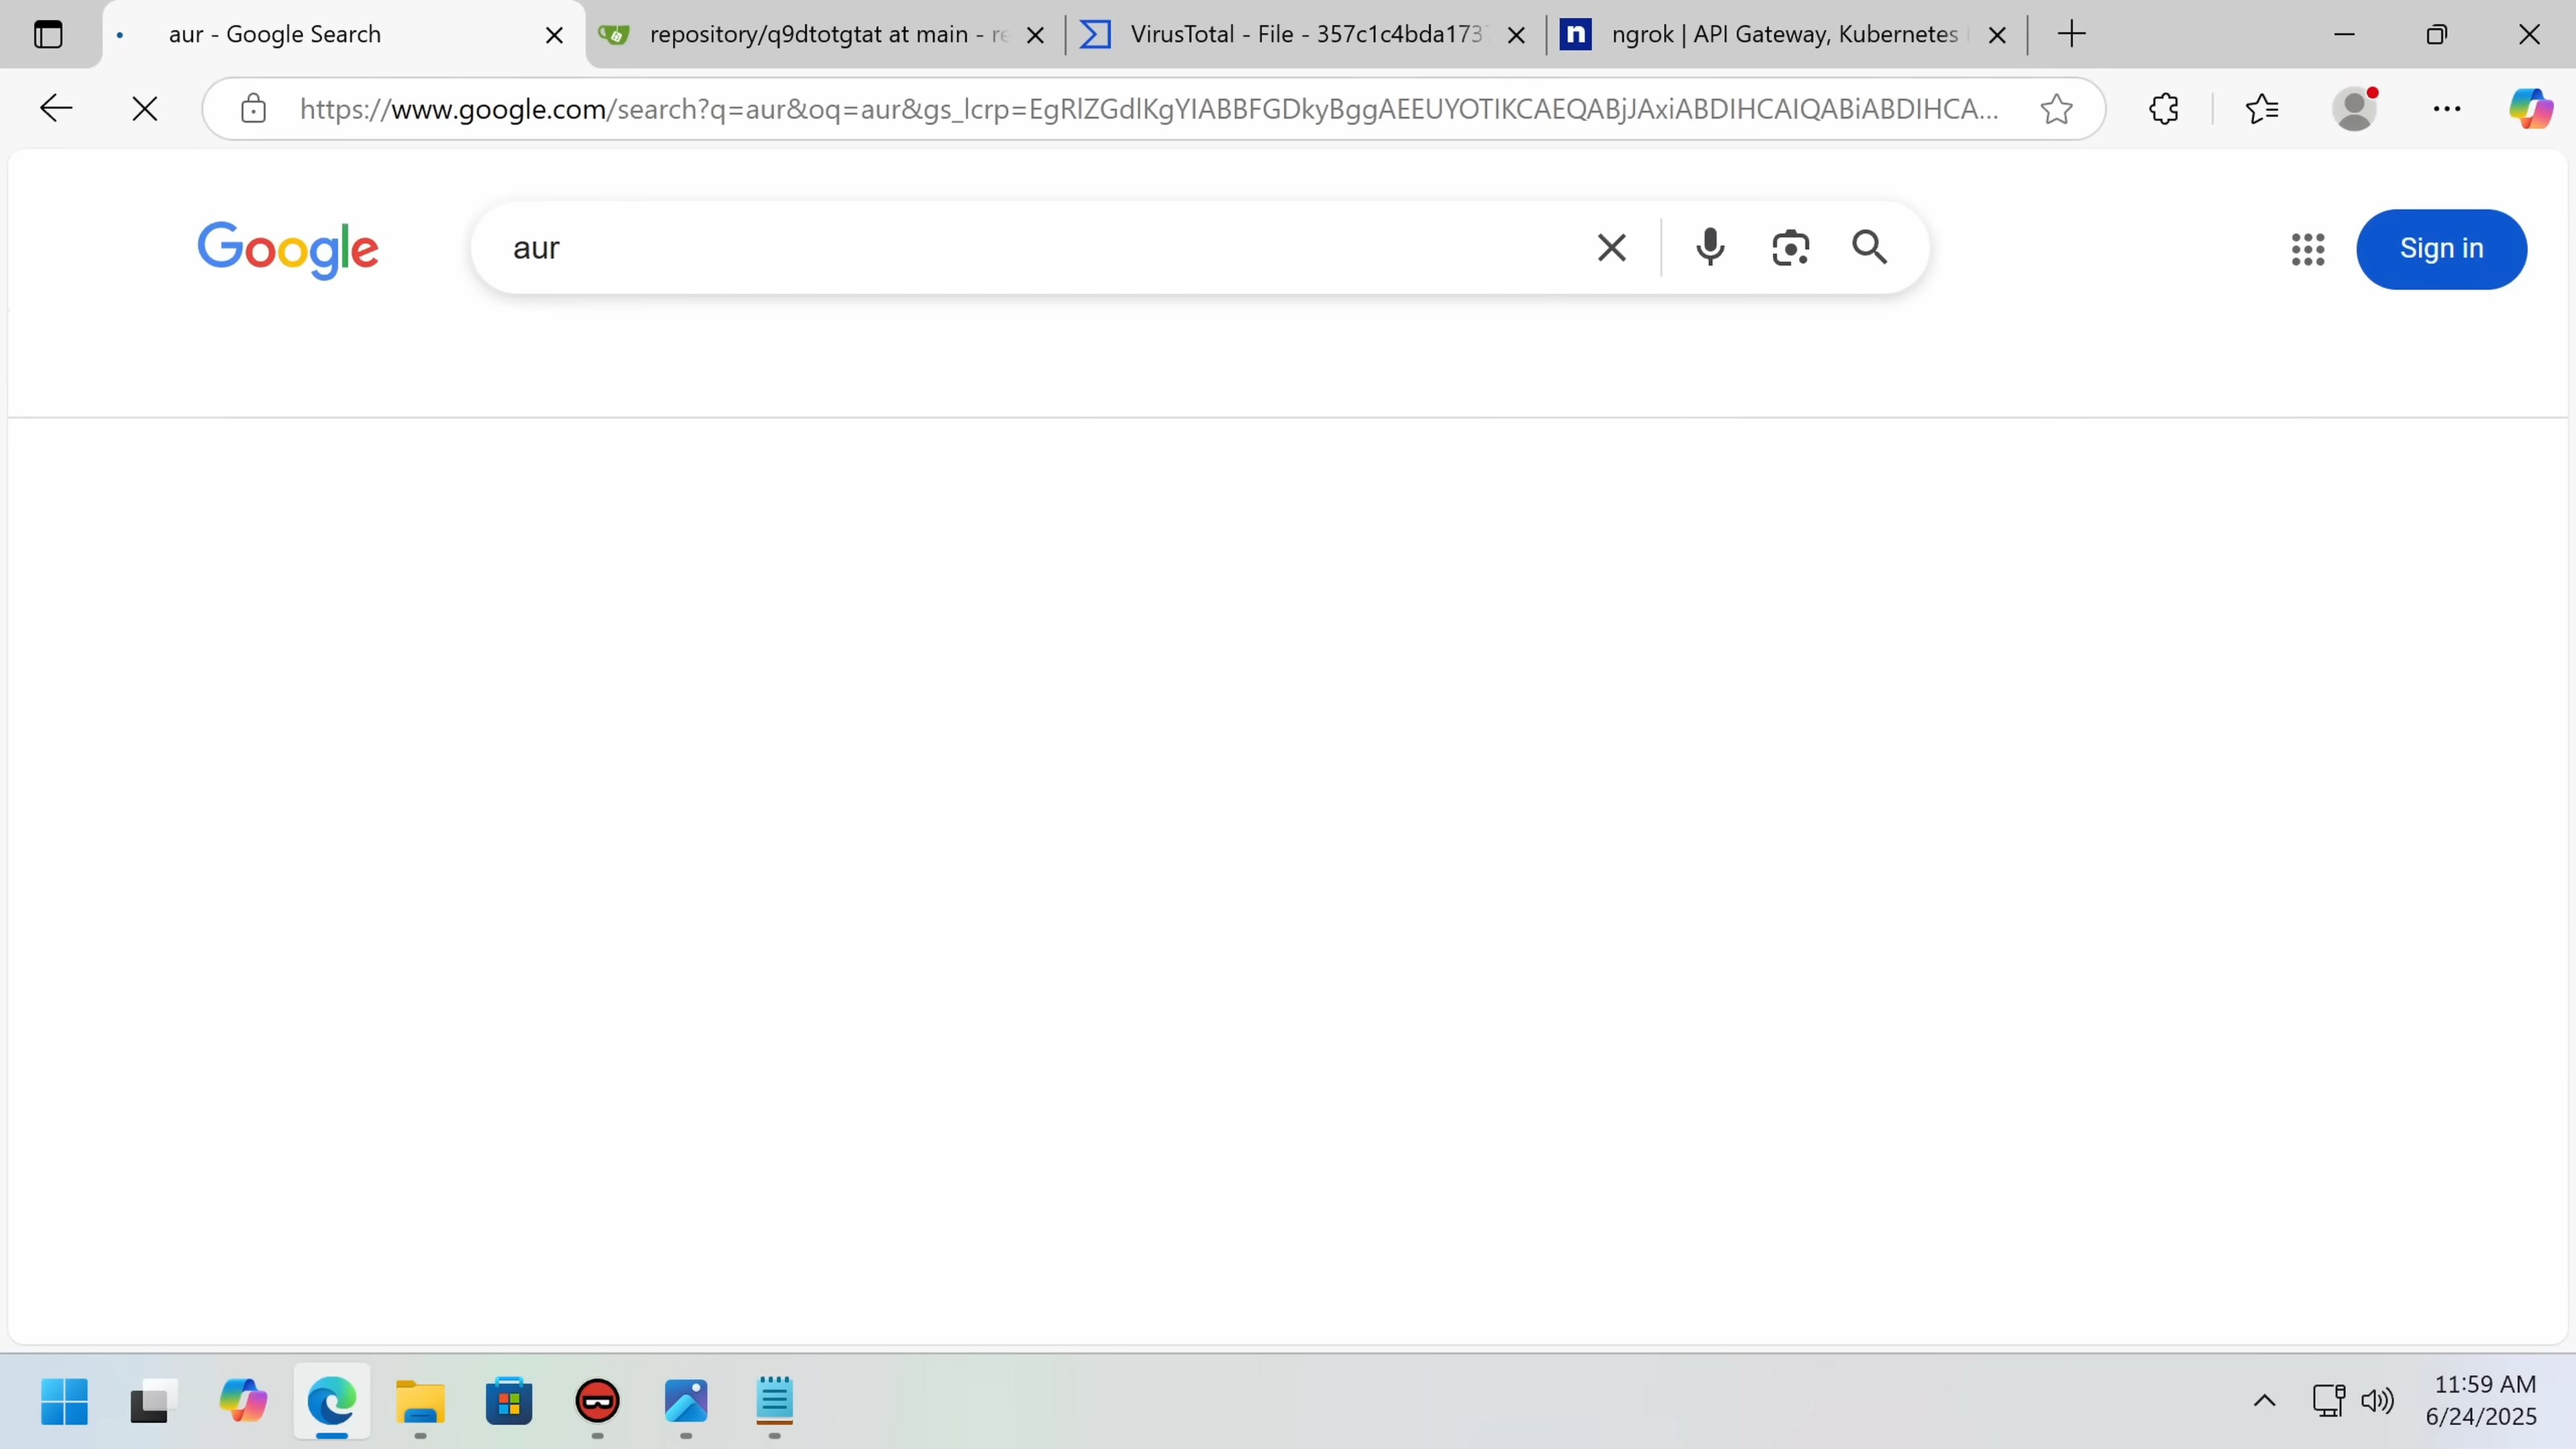 aur - Google Search
repository/q9dtotgtat at main - re
VirusTotal - File - 357c1c4bda173
ngrok | API Gateway, Kubernetes
https://www.google.com/search?q=aur&oq=aur&gs_lcrp=EgRlZGdlKgYIABBFGDkyBggAEEUYOTIKCAEQABjJAxiABDIHCAIQABiABDIHCA...
Google
aur
Sign in
11:59 AM
6/24/2025